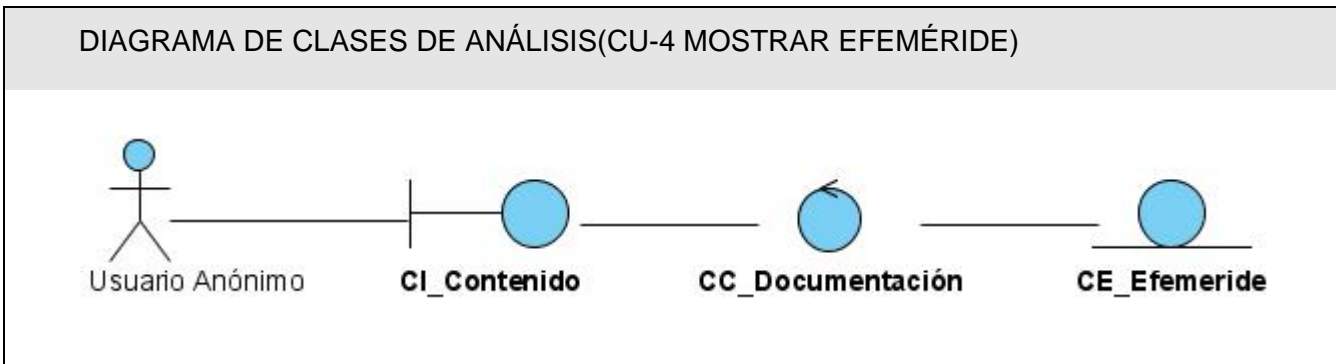 DIAGRAMA DE CLASES DE ANÁLISIS(CU-4 MOSTRAR EFEMÉRIDE)
Usuario Anónimo CI_Contenido CC_Documentación CE_Efemeride